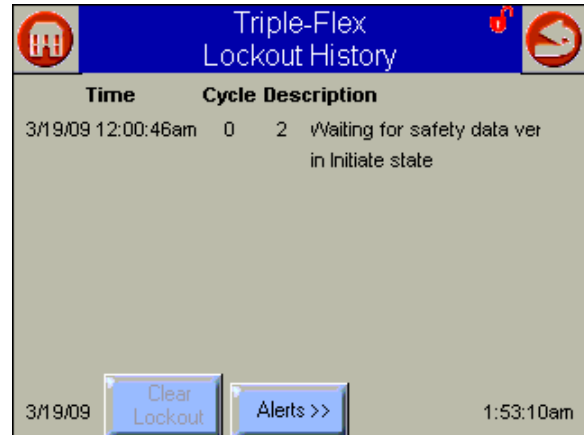 Triple-Flex
Lockout History
Time Cycle Description
3/19/09 12:00:46am 0 2 Waiting for safety data ver
in Initiate state
Clear
Lockout
3/19/09 Alerts >> 1:53:10am